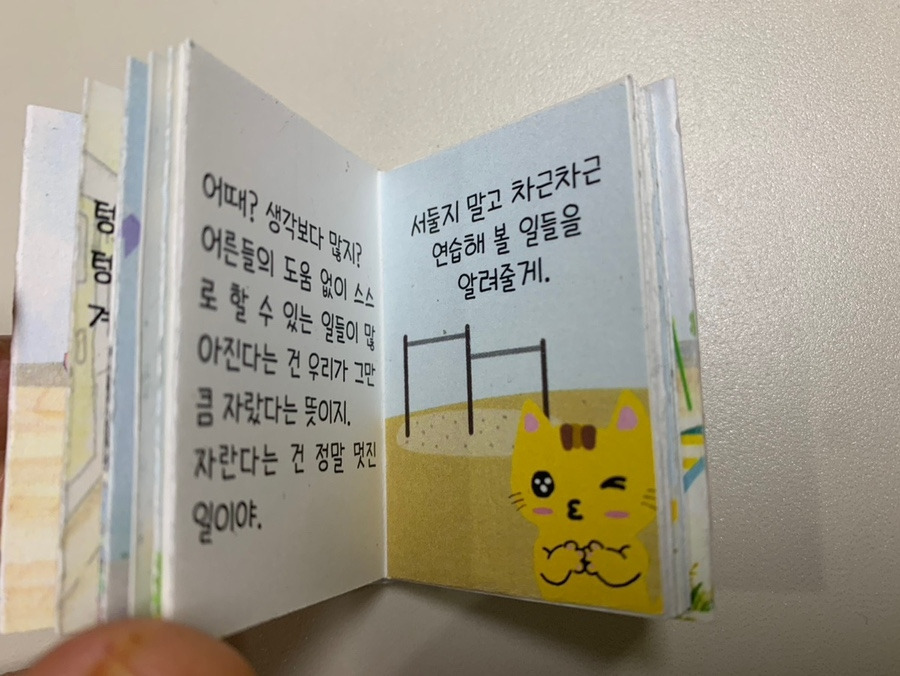 텅
텅
어때? 생각보다 많지?
어른들의 도움 없이 스스
로 할 수 있는 일들이 많
아진다는 건 우리가 그만
큼 자랐다는 뜻이지.
자란다는 건 정말 멋진
일이야.
서둘지 말고 차근차근
연습해 볼 일들을
알려줄게.